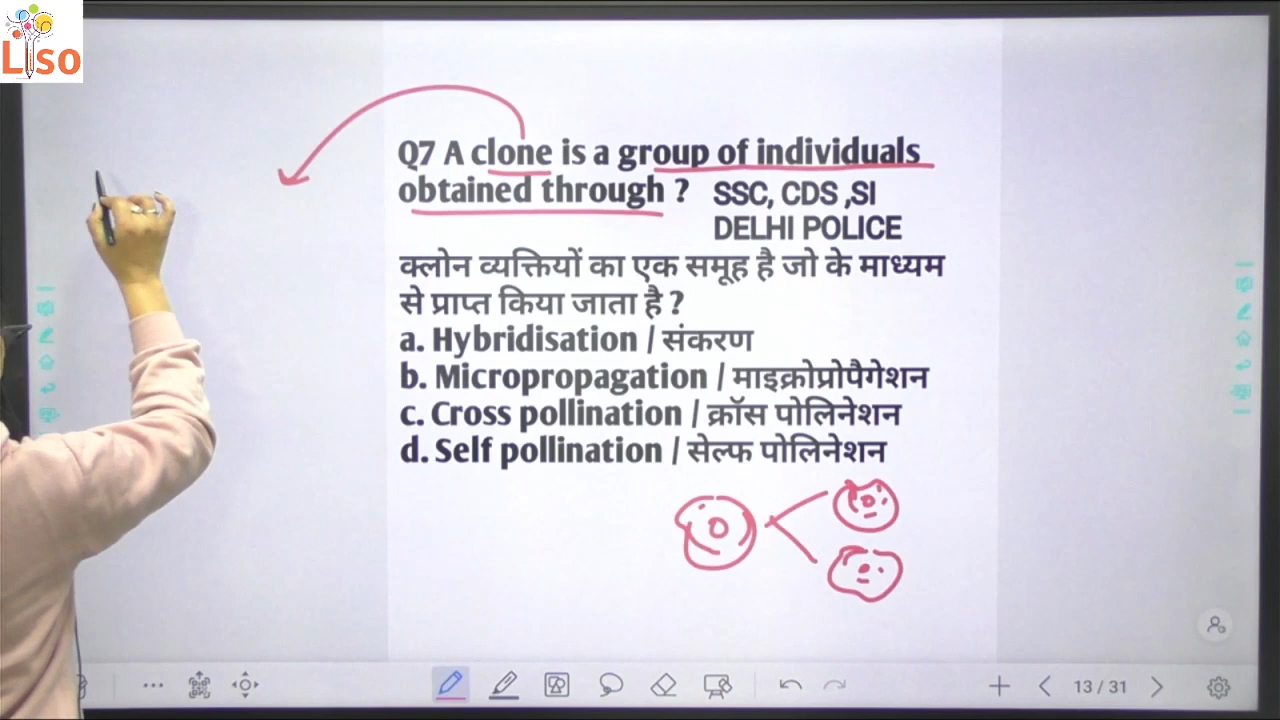 Liso
Q7 A clone is a group of individuals
obtained through ? SSC, CDS ,SI
DELHI POLICE
क्लोन व्यक्तियों का एक समूह है जो के माध्यम
से प्राप्त किया जाता है ?
a. Hybridisation / संकरण
b. Micropropagation / माइक्रोप्रोपैगेशन
c. Cross pollination / क्रॉस पोलिनेशन
d. Self pollination / सेल्फ पोलिनेशन
13 / 31